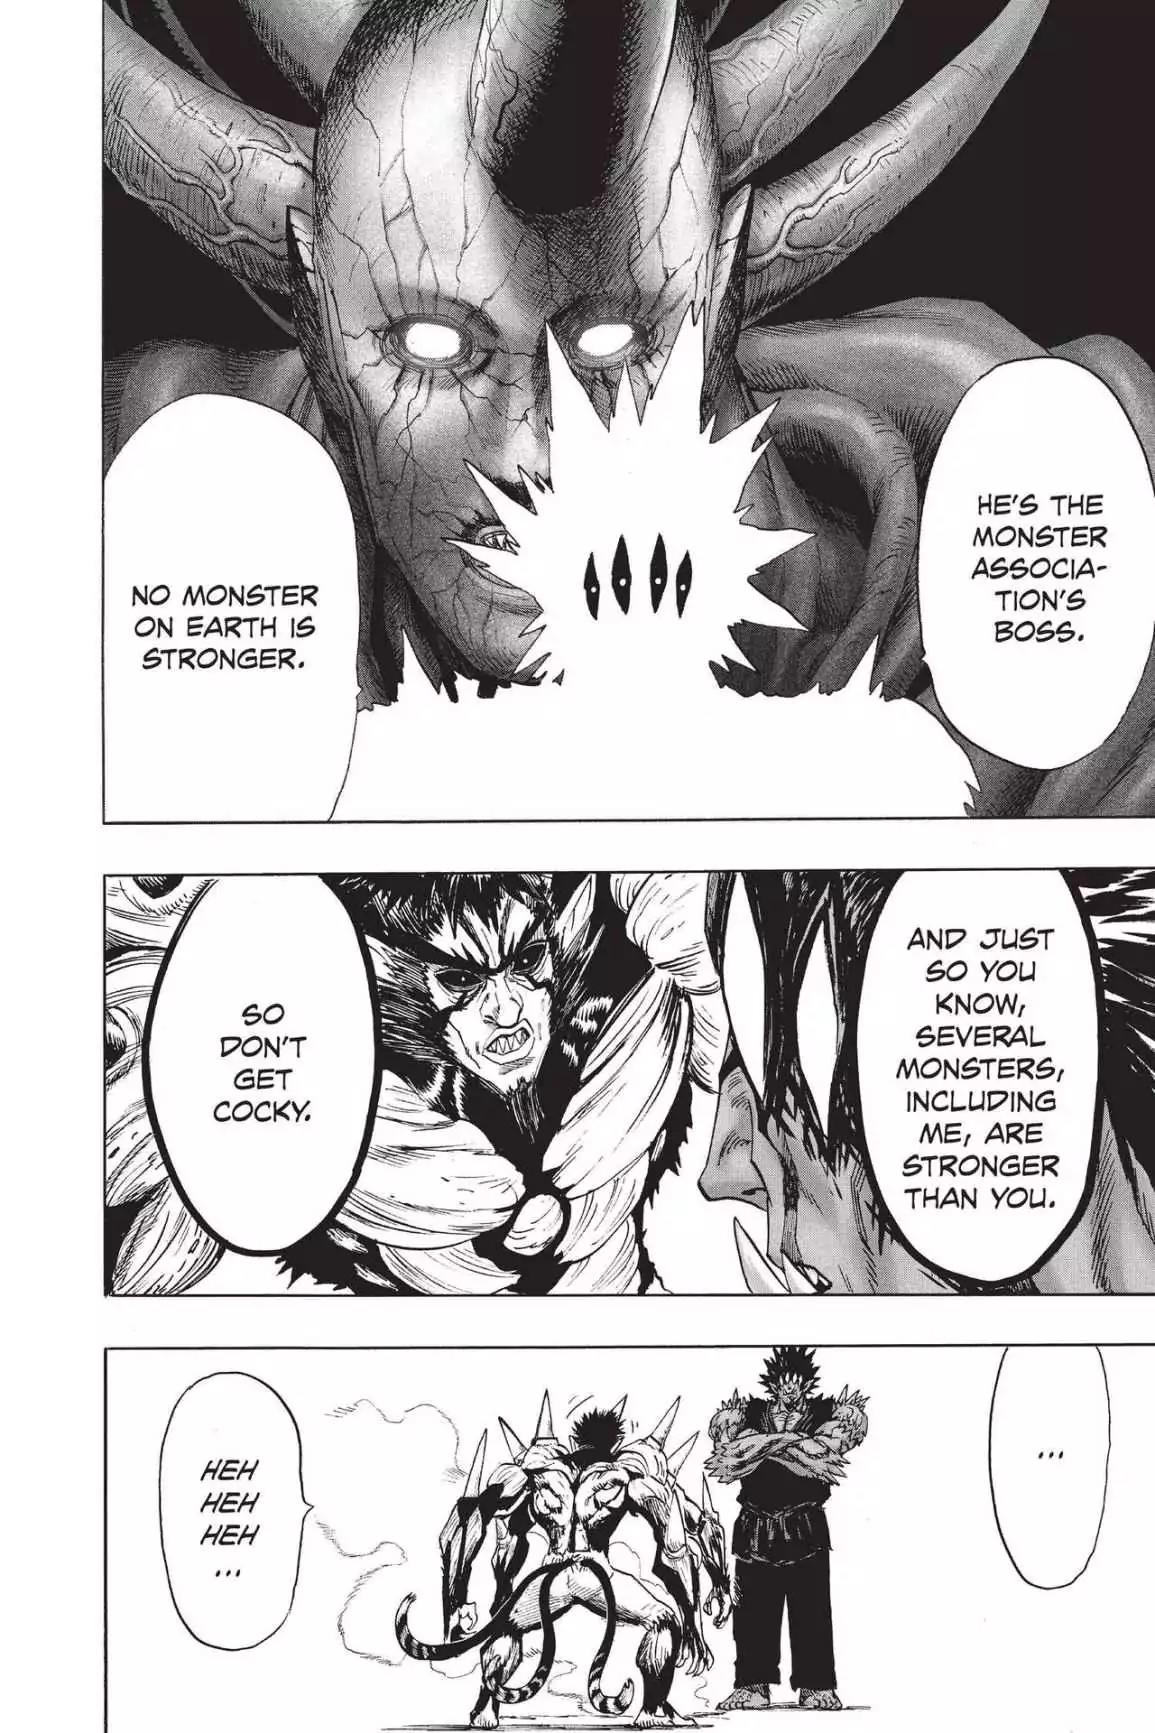 HE'S THE
MONSTER
ASSOCIA-
TION'S
BOSS.
NO MONSTER
ON EARTH IS
STRONGER.
AND JUST
SO YOU
KNOW,
SEVERAL
MONSTERS,
INCLUDING
ME, ARE
STRONGER
THAN YOU.
SO
DON'T
GET
COCKY.
...
HEH
HEH
HEH
...